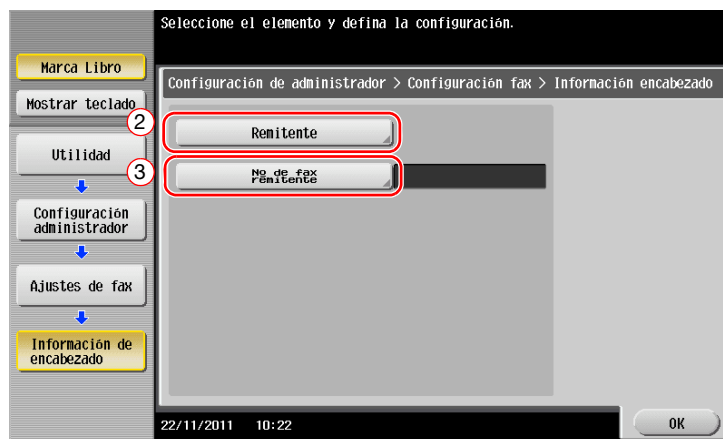 Seleccione el elemento y defina la configuración.
Marca Libro
Mostrar teclado
Utilidad
Configuración
administrador
Ajustes de fax
Información de
encabezado
Configuración de administrador > Configuración fax > Información encabezado
2
Remitente
3
No de fax
remitente
22/11/2011 10:22
OK